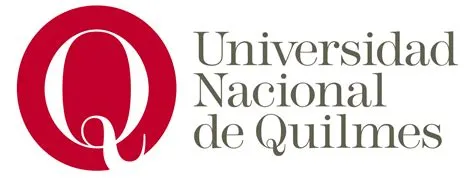 Q
Universidad
Nacional
de Quilmes